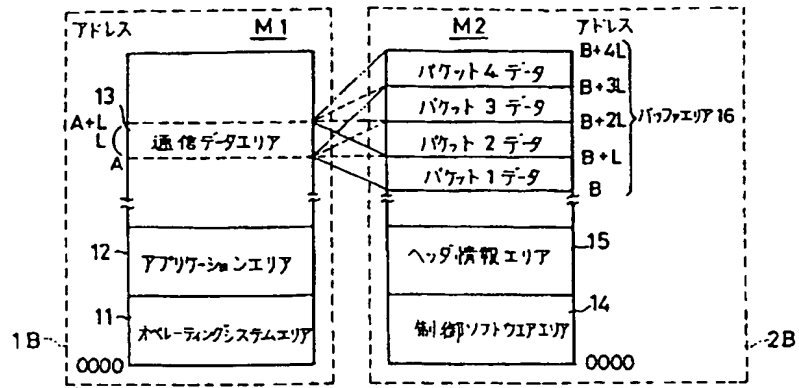 アドレス
M1
13
A+L
L
A
通信データエリア
12
アプリケーションエリア
11
オペレーティングシステムエリア
1B
0000
M2
アドレス
B+4L
パケット4データ
B+3L
パケット3データ
B+2L
バッファエリア16
パケット2データ
B+L
パケット1データ
B
15
ヘッダ情報エリア
14
制御ソフトウエアエリア
2B
0000